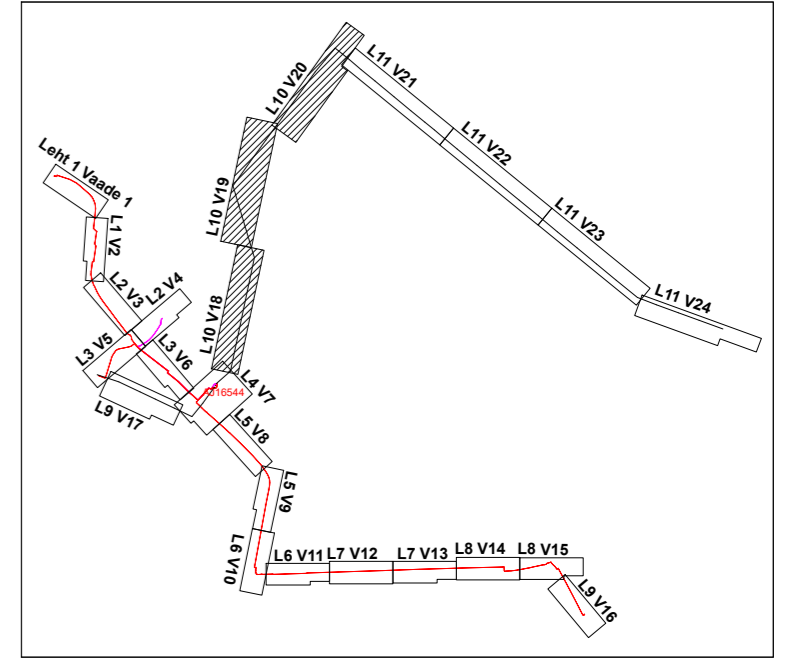 Leht 1 Vaade 1
L1 V2
L2 V3
L2 V4
L3 V5
L3 V6
L4 V7
L5 V8
L5 V9
L6 V10
L6 V11
L7 V12
L7 V13
L8 V14
L8 V15
L9 V16
L9 V17
L10 V18
L10 V19
L10 V20
L11 V21
L11 V22
L11 V23
L11 V24